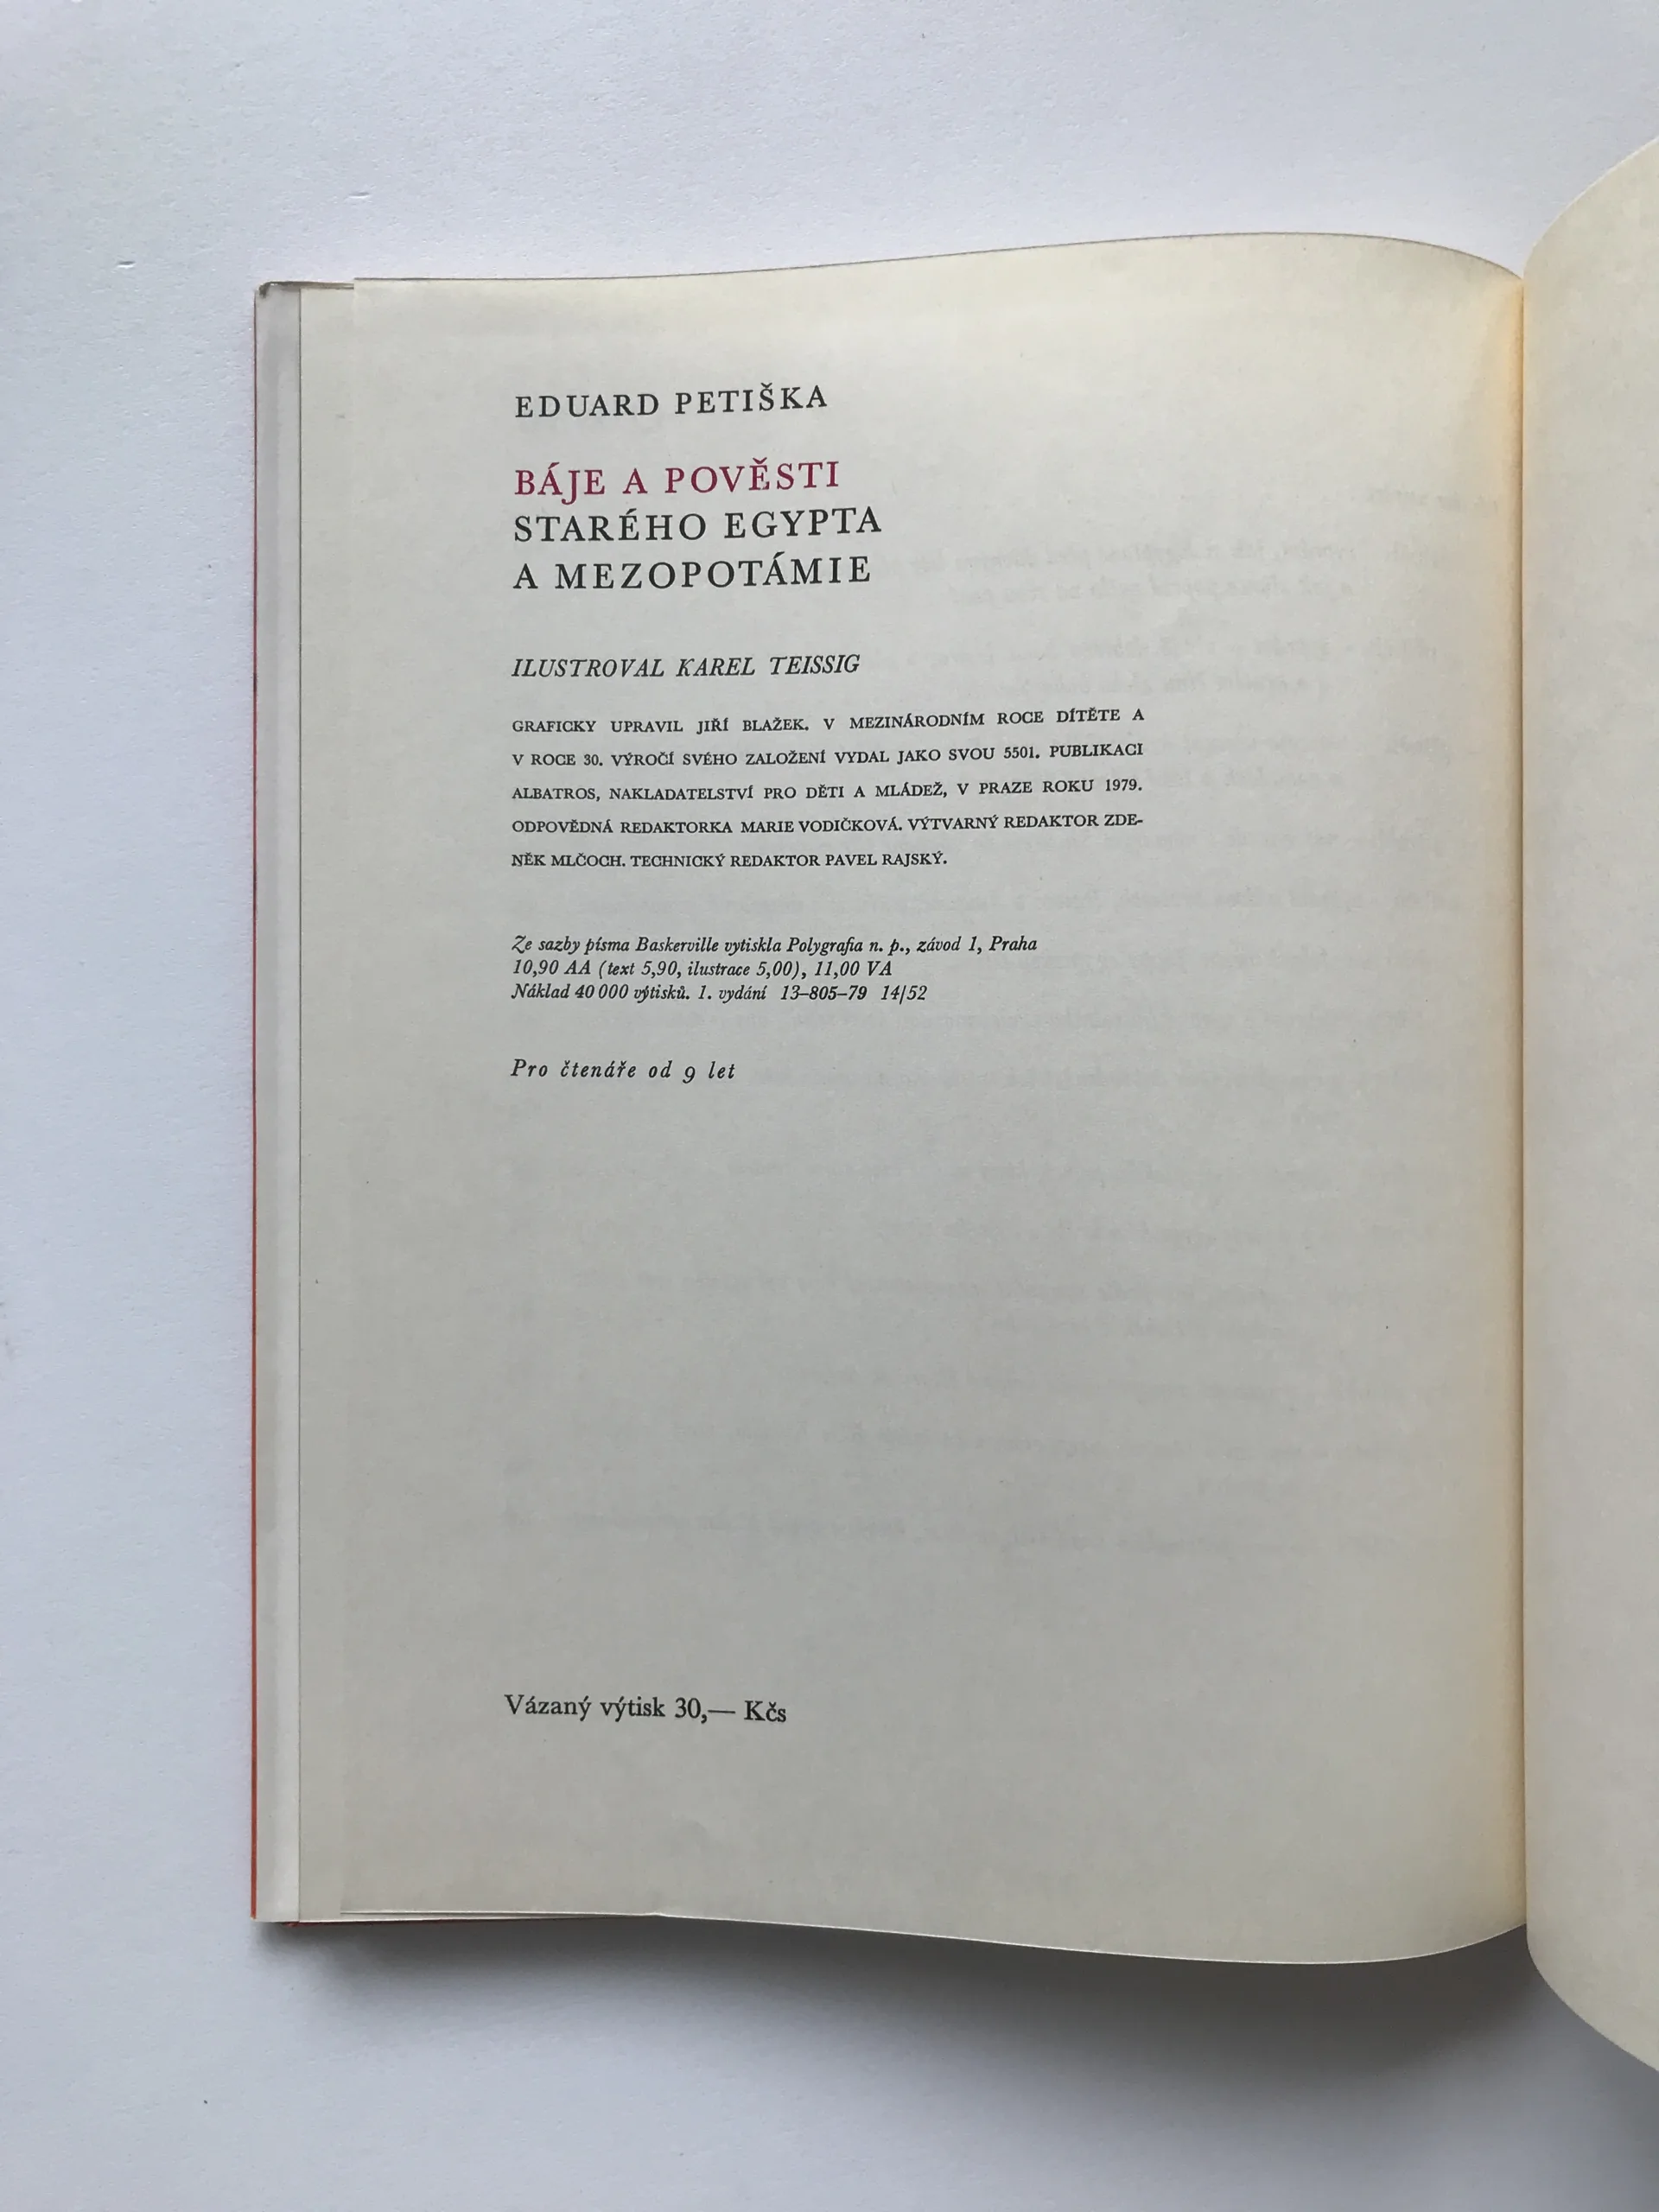 EDUARD PETIŠKA
BÁJE A POVĚSTI
STARÉHO EGYPTA
A MEZOPOTÁMIE
ILUSTROVAL KAREL TEISSIG
GRAFICKY UPRAVIL JIŘÍ BLAŽEK. V MEZINÁRODNÍM ROCE DÍTĚTE A
V ROCE 30. VÝROČÍ SVÉHO ZALOŽENÍ VYDAL JAKO SVOU 5501. PUBLIKACI
ALBATROS, NAKLADATELSTVÍ PRO DĚTI A MLÁDEŽ, V PRAZE ROKU 1979.
ODPOVĚDNÁ REDAKTORKA MARIE VODIČKOVÁ. VÝTVARNÝ REDAKTOR ZDE-
NĚK MLČOCH. TECHNICKÝ REDAKTOR PAVEL RAJSKÝ.
Ze sazby písma Baskerville vytiskla Polygrafia n. p., závod 1, Praha
10,90 AA (text 5,90, ilustrace 5,00), 11,00 VA
Náklad 40 000 výtisků. 1. vydání 13–805–79 14/52
Pro čtenáře od 9 let
Vázaný výtisk 30,— Kčs